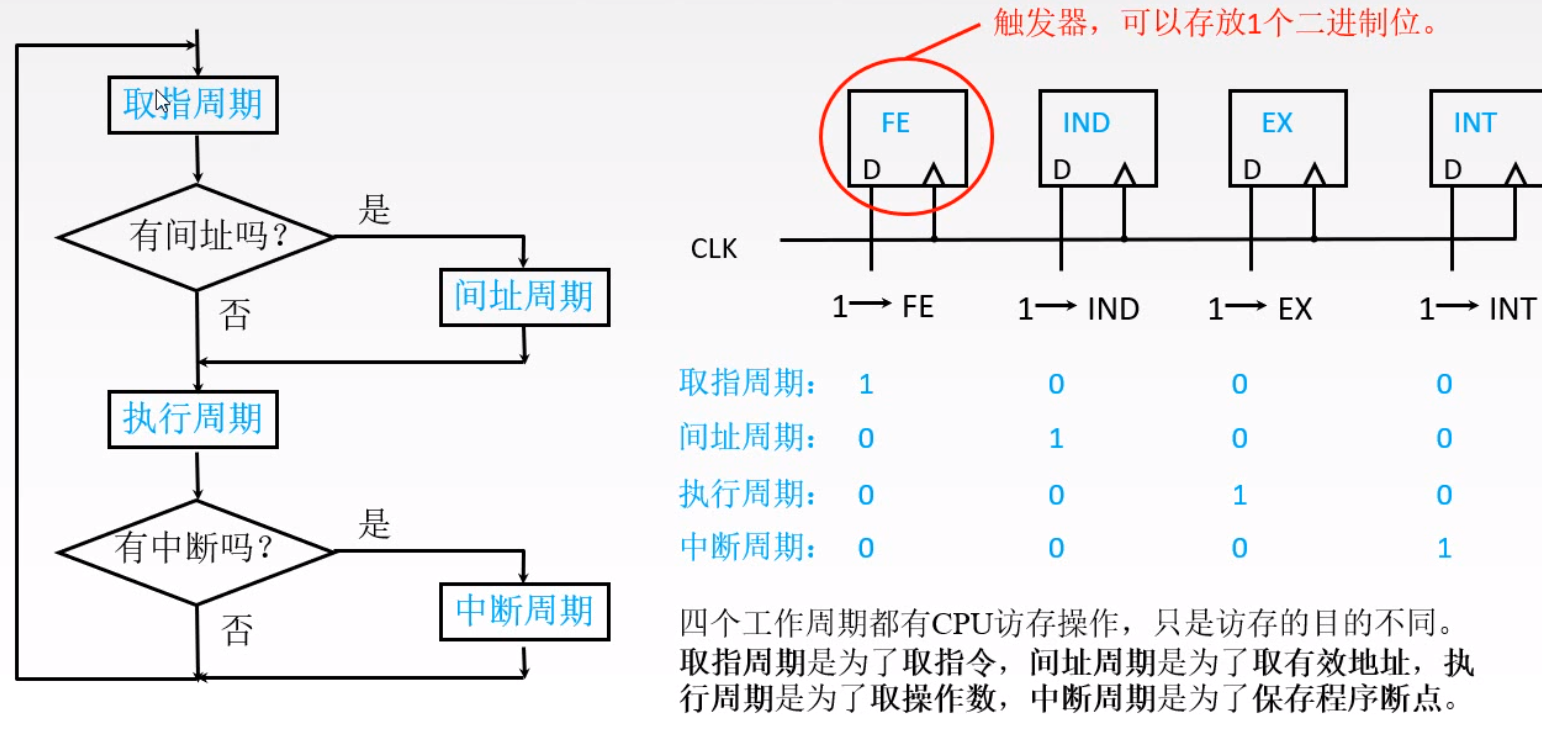 取指周期
有间址吗?
是
间址周期
否
执行周期
有中断吗?
是
中断周期
否
触发器，可以存放1个二进制位。
FE IND EX INT
D D D D
CLK
1→ FE 1→ IND 1→ EX 1→ INT
取指周期： 1 0 0 0
间址周期： 0 1 0 0
执行周期： 0 0 1 0
中断周期： 0 0 0 1
四个工作周期都有CPU访存操作，只是访存的目的不同。
取指周期是为了取指令，间址周期是为了取有效地址，执
行周期是为了取操作数，中断周期是为了保存程序断点。